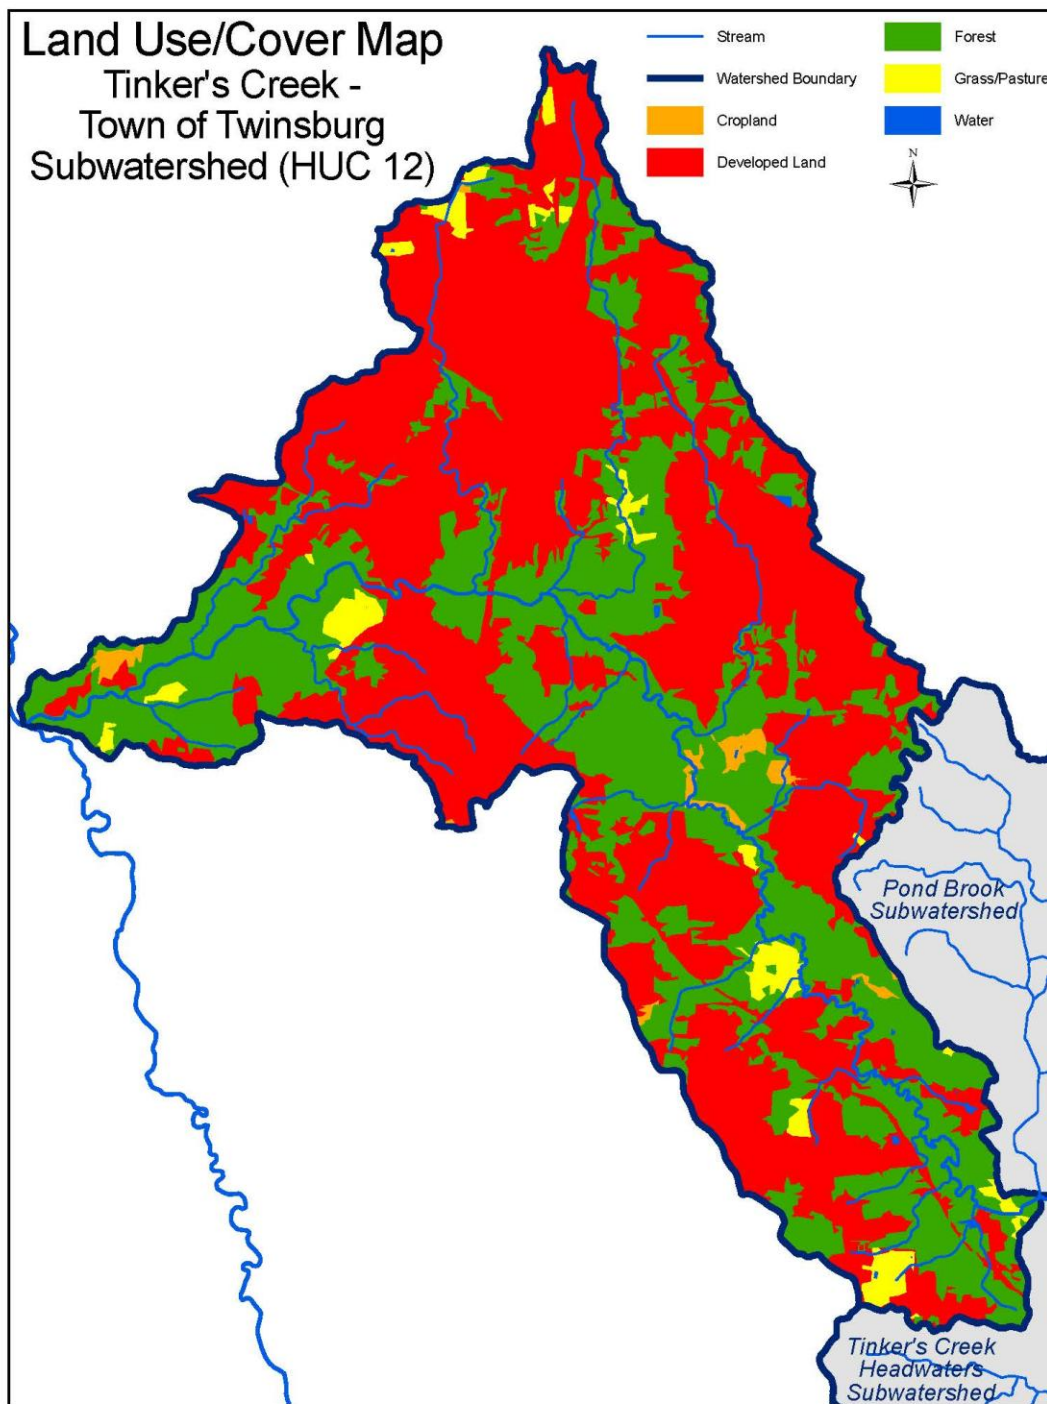 Land Use/Cover Map
Tinker's Creek -
Town of Twinsburg
Subwatershed (HUC 12)
Stream
Watershed Boundary
Cropland
Developed Land
Forest
Grass/Pasture
Water
N
Pond Brook
Subwatershed
Tinker's Creek
Headwaters
Subwatershed